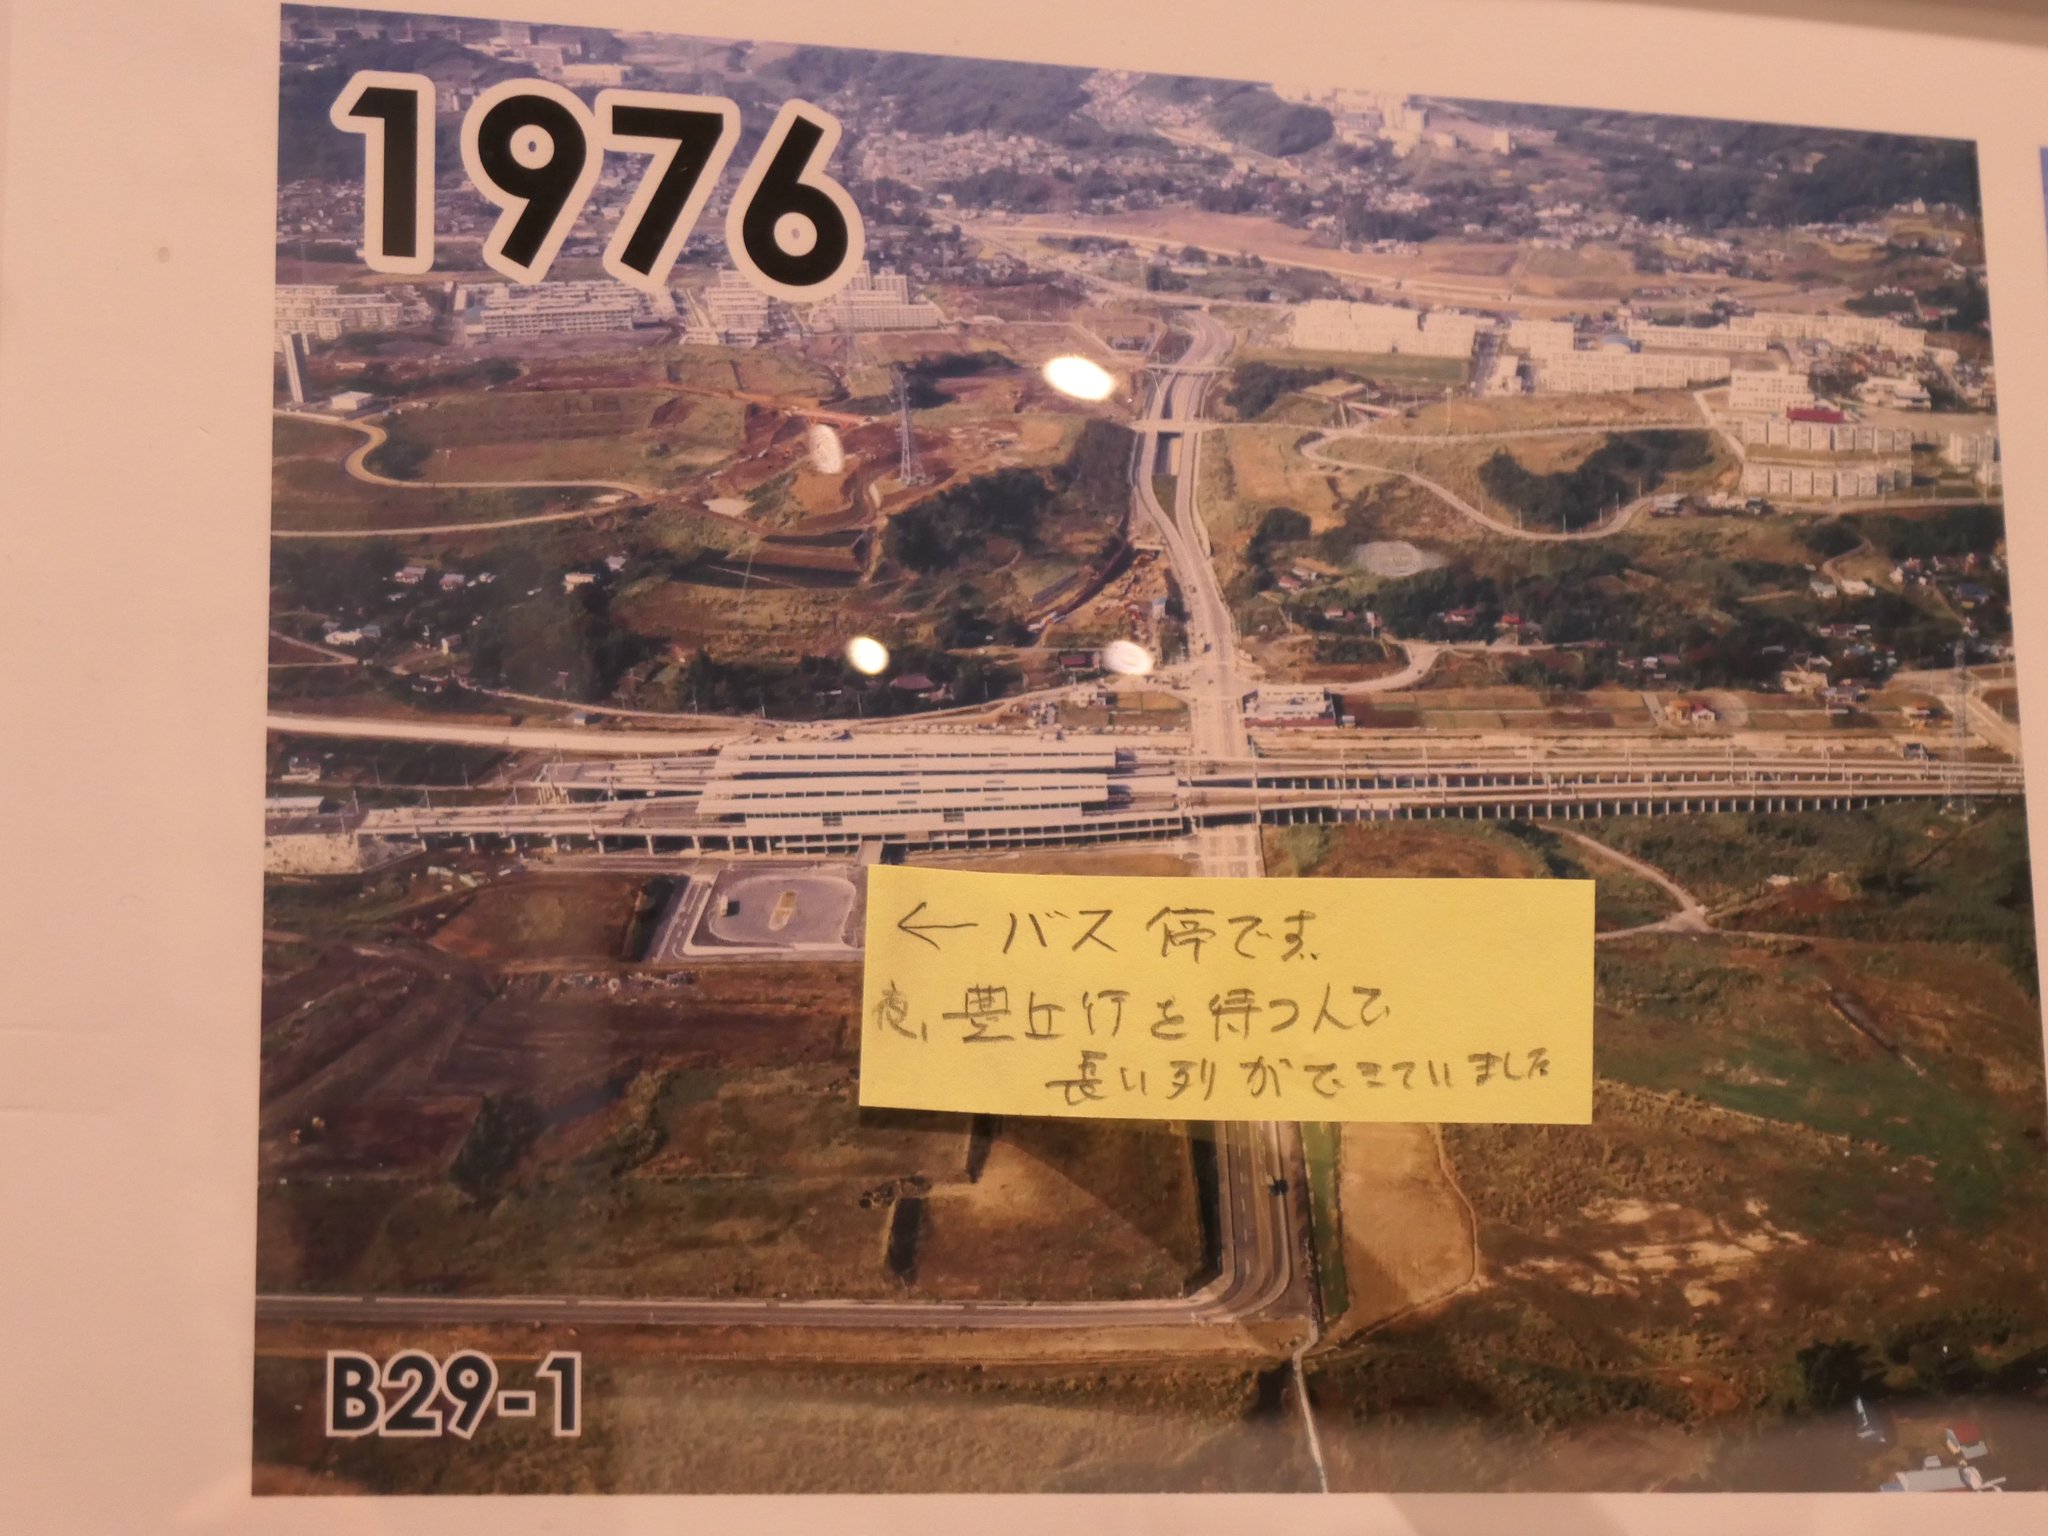 1976
←バス停です.
夜、豊丘行を待つ人で
長い列ができていました
B29-1